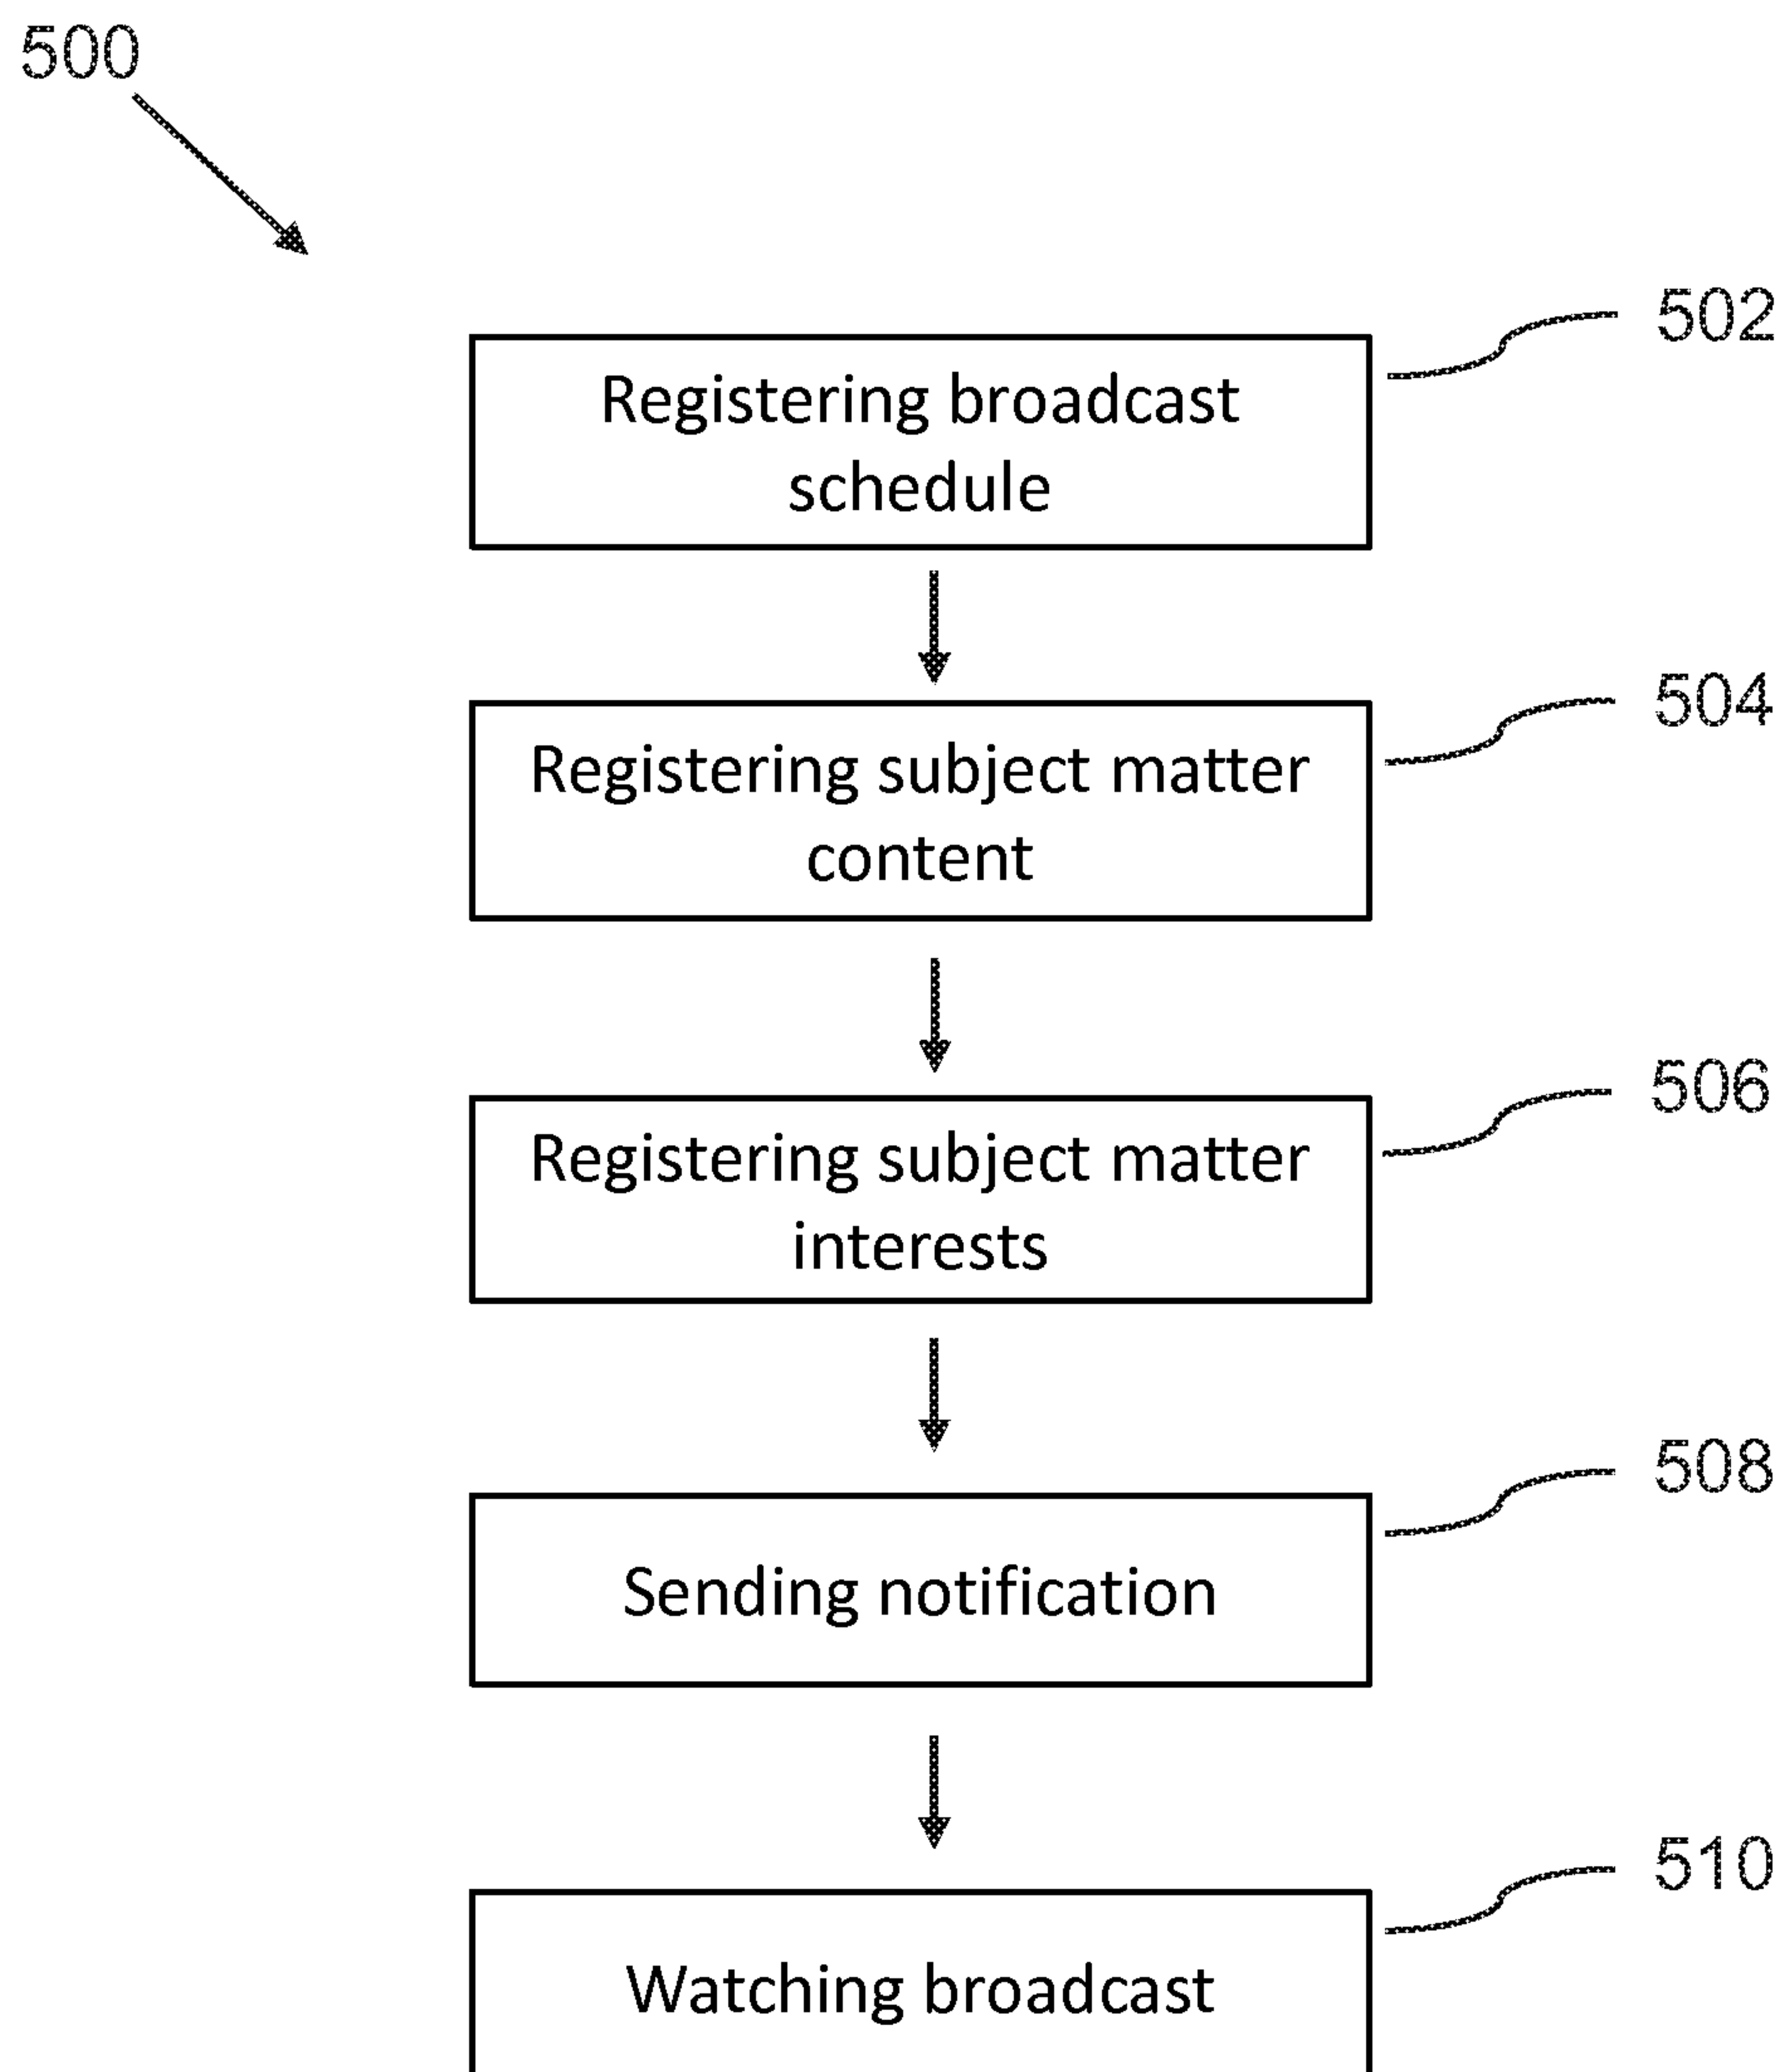 500
502
Registering broadcast
schedule
504
Registering subject matter
content
506
Registering subject matter
interests
508
Sending notification
510
Watching broadcast